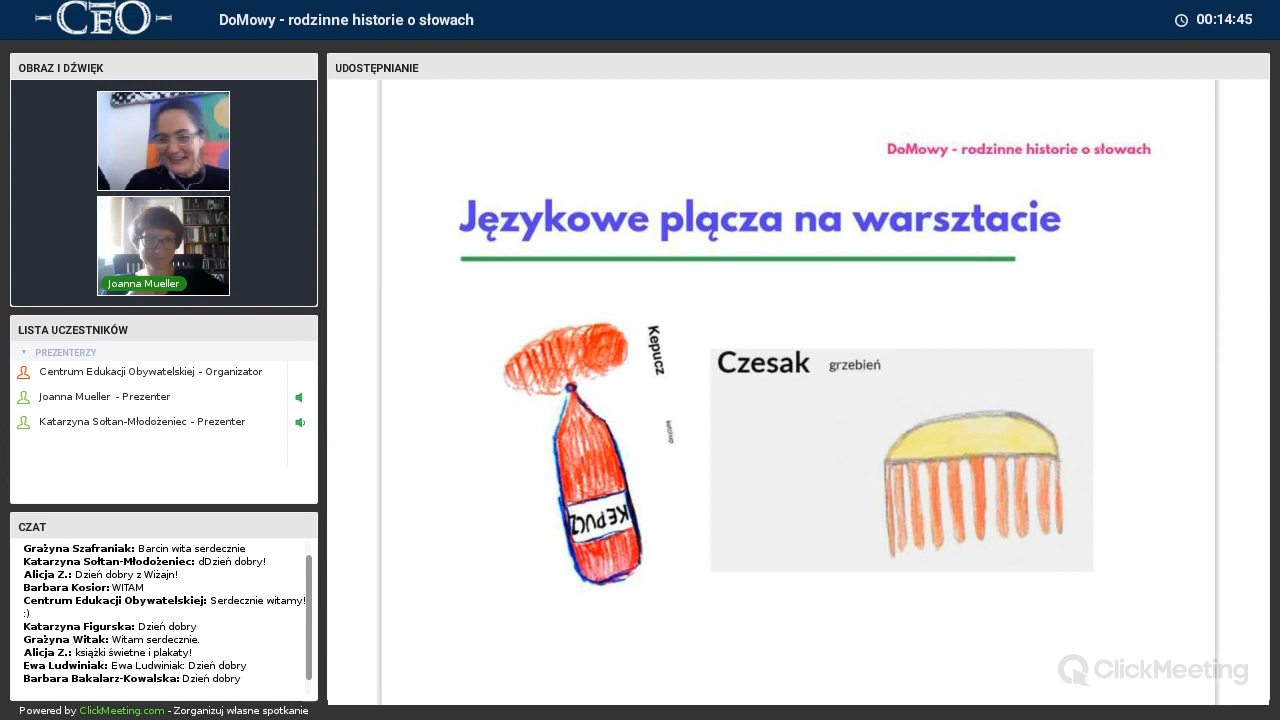 CEO
DoMowy - rodzinne historie o słowach
00:14:45
OBRAZ I DŹWIĘK
Joanna Mueller
LISTA UCZESTNIKÓW
PREZENTERZY
Centrum Edukacji Obywatelskiej - Organizator
Joanna Mueller - Prezenter
Katarzyna Sołtan-Młodożeniec - Prezenter
CZAT
Grażyna Szafraniak: Barcin wita serdecznie
Katarzyna Sołtan-Młodożeniec: dDzień dobry!
Alicja Z.: Dzień dobry z Wiżajn!
Barbara Kosior: WITAM
Centrum Edukacji Obywatelskiej: Serdecznie witamy!
:)
Katarzyna Figurska: Dzień dobry
Grażyna Witak: Witam serdecznie.
Alicja Z.: książki świetne i plakaty!
Ewa Ludwiniak: Ewa Ludwiniak: Dzień dobry
Barbara Bakalarz-Kowalska: Dzień dobry
Powered by ClickMeeting.com - Zorganizuj własne spotkanie
UDOSTĘPNIANIE
DoMowy - rodzinne historie o słowach
Językowe plącza na warsztacie
Kepucz
KEPUCZ
Czesak grzebień
ClickMeeting